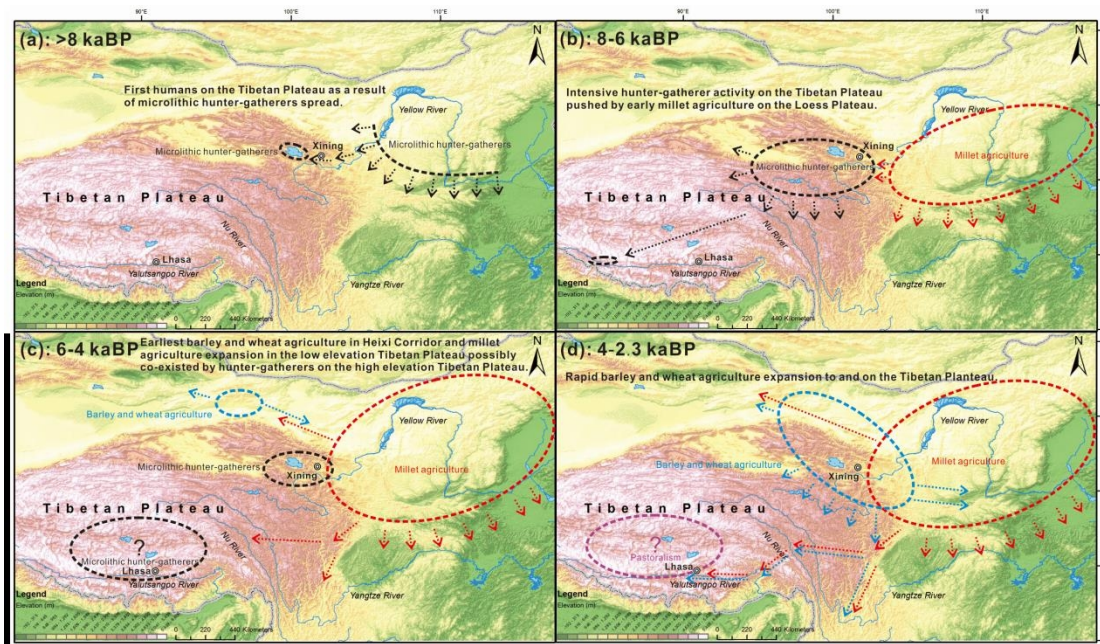 90°E
100°E
110°E
(a): >8 kaBP
N
First humans on the Tibetan Plateau as a result
of microlithic hunter-gatherers spread.
Yellow River
Xining
Microlithic hunter-gatherers
Microlithic hunter-gatherers
Tibetan Plateau
Nu River
Lhasa
Yalutsangpo River
Yangtze River
Legend
Elevation (m)
0 220 440 Kilometers
90°E
100°E
110°E
(b): 8-6 kaBP
N
Intensive hunter-gatherer activity on the Tibetan Plateau
pushed by early millet agriculture on the Loess Plateau.
Yellow River
Xining
Microlithic hunter-gatherers
Millet agriculture
Tibetan Plateau
Nu River
Lhasa
Yalutsangpo River
Yangtze River
Legend
Elevation (m)
0 220 440 Kilometers
(c): 6-4 kaBP
Earliest barley and wheat agriculture in Heixi Corridor and millet
agriculture expansion in the low elevation Tibetan Plateau possibly
co-existed by hunter-gatherers on the high elevation Tibetan Plateau.
N
Barley and wheat agriculture
Yellow River
Microlithic hunter-gatherers
Xining
Millet agriculture
Tibetan Plateau
?
Microlithic hunter-gatherers
Nu River
Lhasa
Yalutsangpo River
Yangtze River
Legend
Elevation (m)
0 220 440 Kilometers
(d): 4-2.3 kaBP
N
Rapid barley and wheat agriculture expansion to and on the Tibetan Planteau.
Yellow River
Barley and wheat agriculture
Xining
Millet agriculture
Tibetan Plateau
?
Pastoralism
Nu River
Lhasa
Yalutsangpo River
Yangtze River
Legend
Elevation (m)
0 220 440 Kilometers